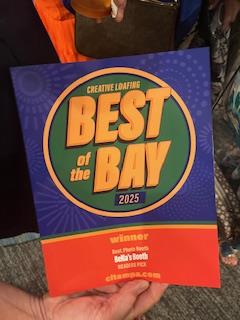 CREATIVE LOAFING
BEST
of the
BAY
2025
winner
Best Photo Booth
Bella's Booth
READERS PICK
cltampa.com